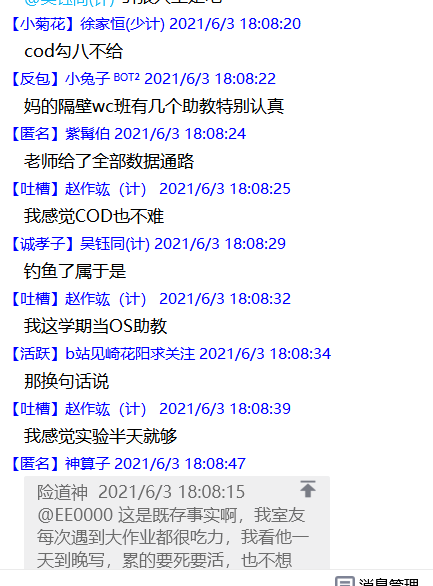 @吴钰同(计)
【小菊花】徐家恒(少计) 2021/6/3 18:08:20
cod勾八不给
【反包】小兔子 BOT2 2021/6/3 18:08:22
妈的隔壁wc班有几个助教特别认真
【匿名】紫髯伯 2021/6/3 18:08:24
老师给了全部数据通路
【吐槽】赵作竑（计） 2021/6/3 18:08:25
我感觉COD也不难
【诚孝子】吴钰同(计) 2021/6/3 18:08:29
钓鱼了属于是
【吐槽】赵作竑（计） 2021/6/3 18:08:32
我这学期当OS助教
【活跃】b站见崎花阳求关注 2021/6/3 18:08:34
那换句话说
【吐槽】赵作竑（计） 2021/6/3 18:08:39
我感觉实验半天就够
【匿名】神算子 2021/6/3 18:08:47
险道神 2021/6/3 18:08:15
@EE0000 这是既存事实啊，我室友
每次遇到大作业都很吃力，我看他一
天到晚写，累的要死要活，也不想
消息管理